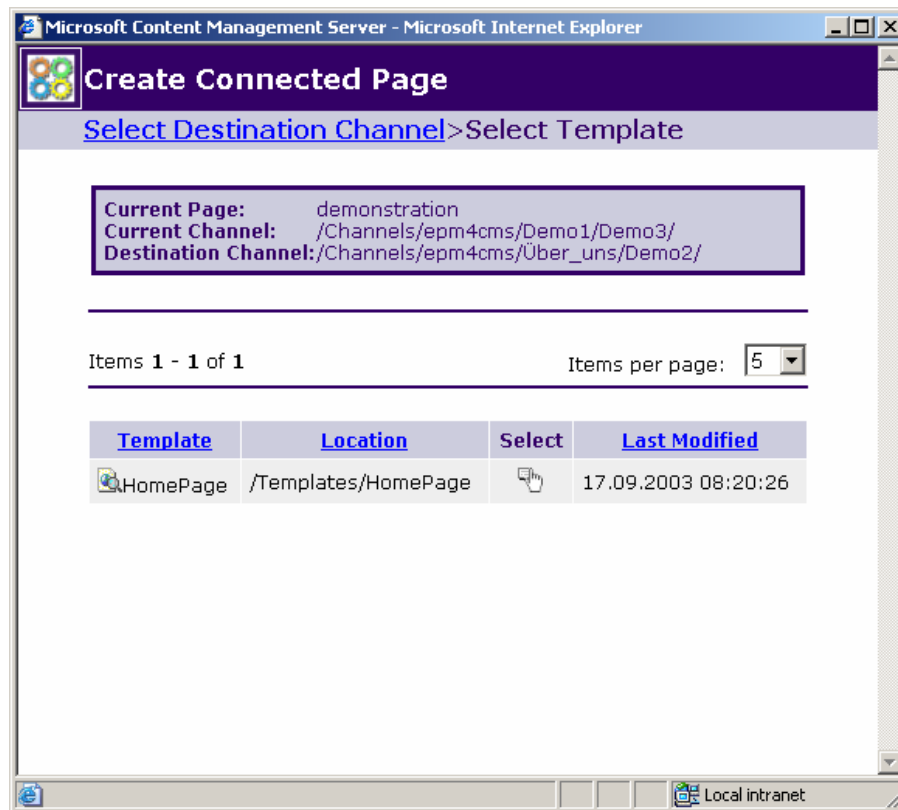 Microsoft Content Management Server - Microsoft Internet Explorer
Create Connected Page
Select Destination Channel>Select Template
Current Page: demonstration
Current Channel: /Channels/epm4cms/Demo1/Demo3/
Destination Channel:/Channels/epm4cms/Über_uns/Demo2/
Items 1 - 1 of 1 Items per page: 5
Template Location Select Last Modified
HomePage /Templates/HomePage 17.09.2003 08:20:26
Local intranet